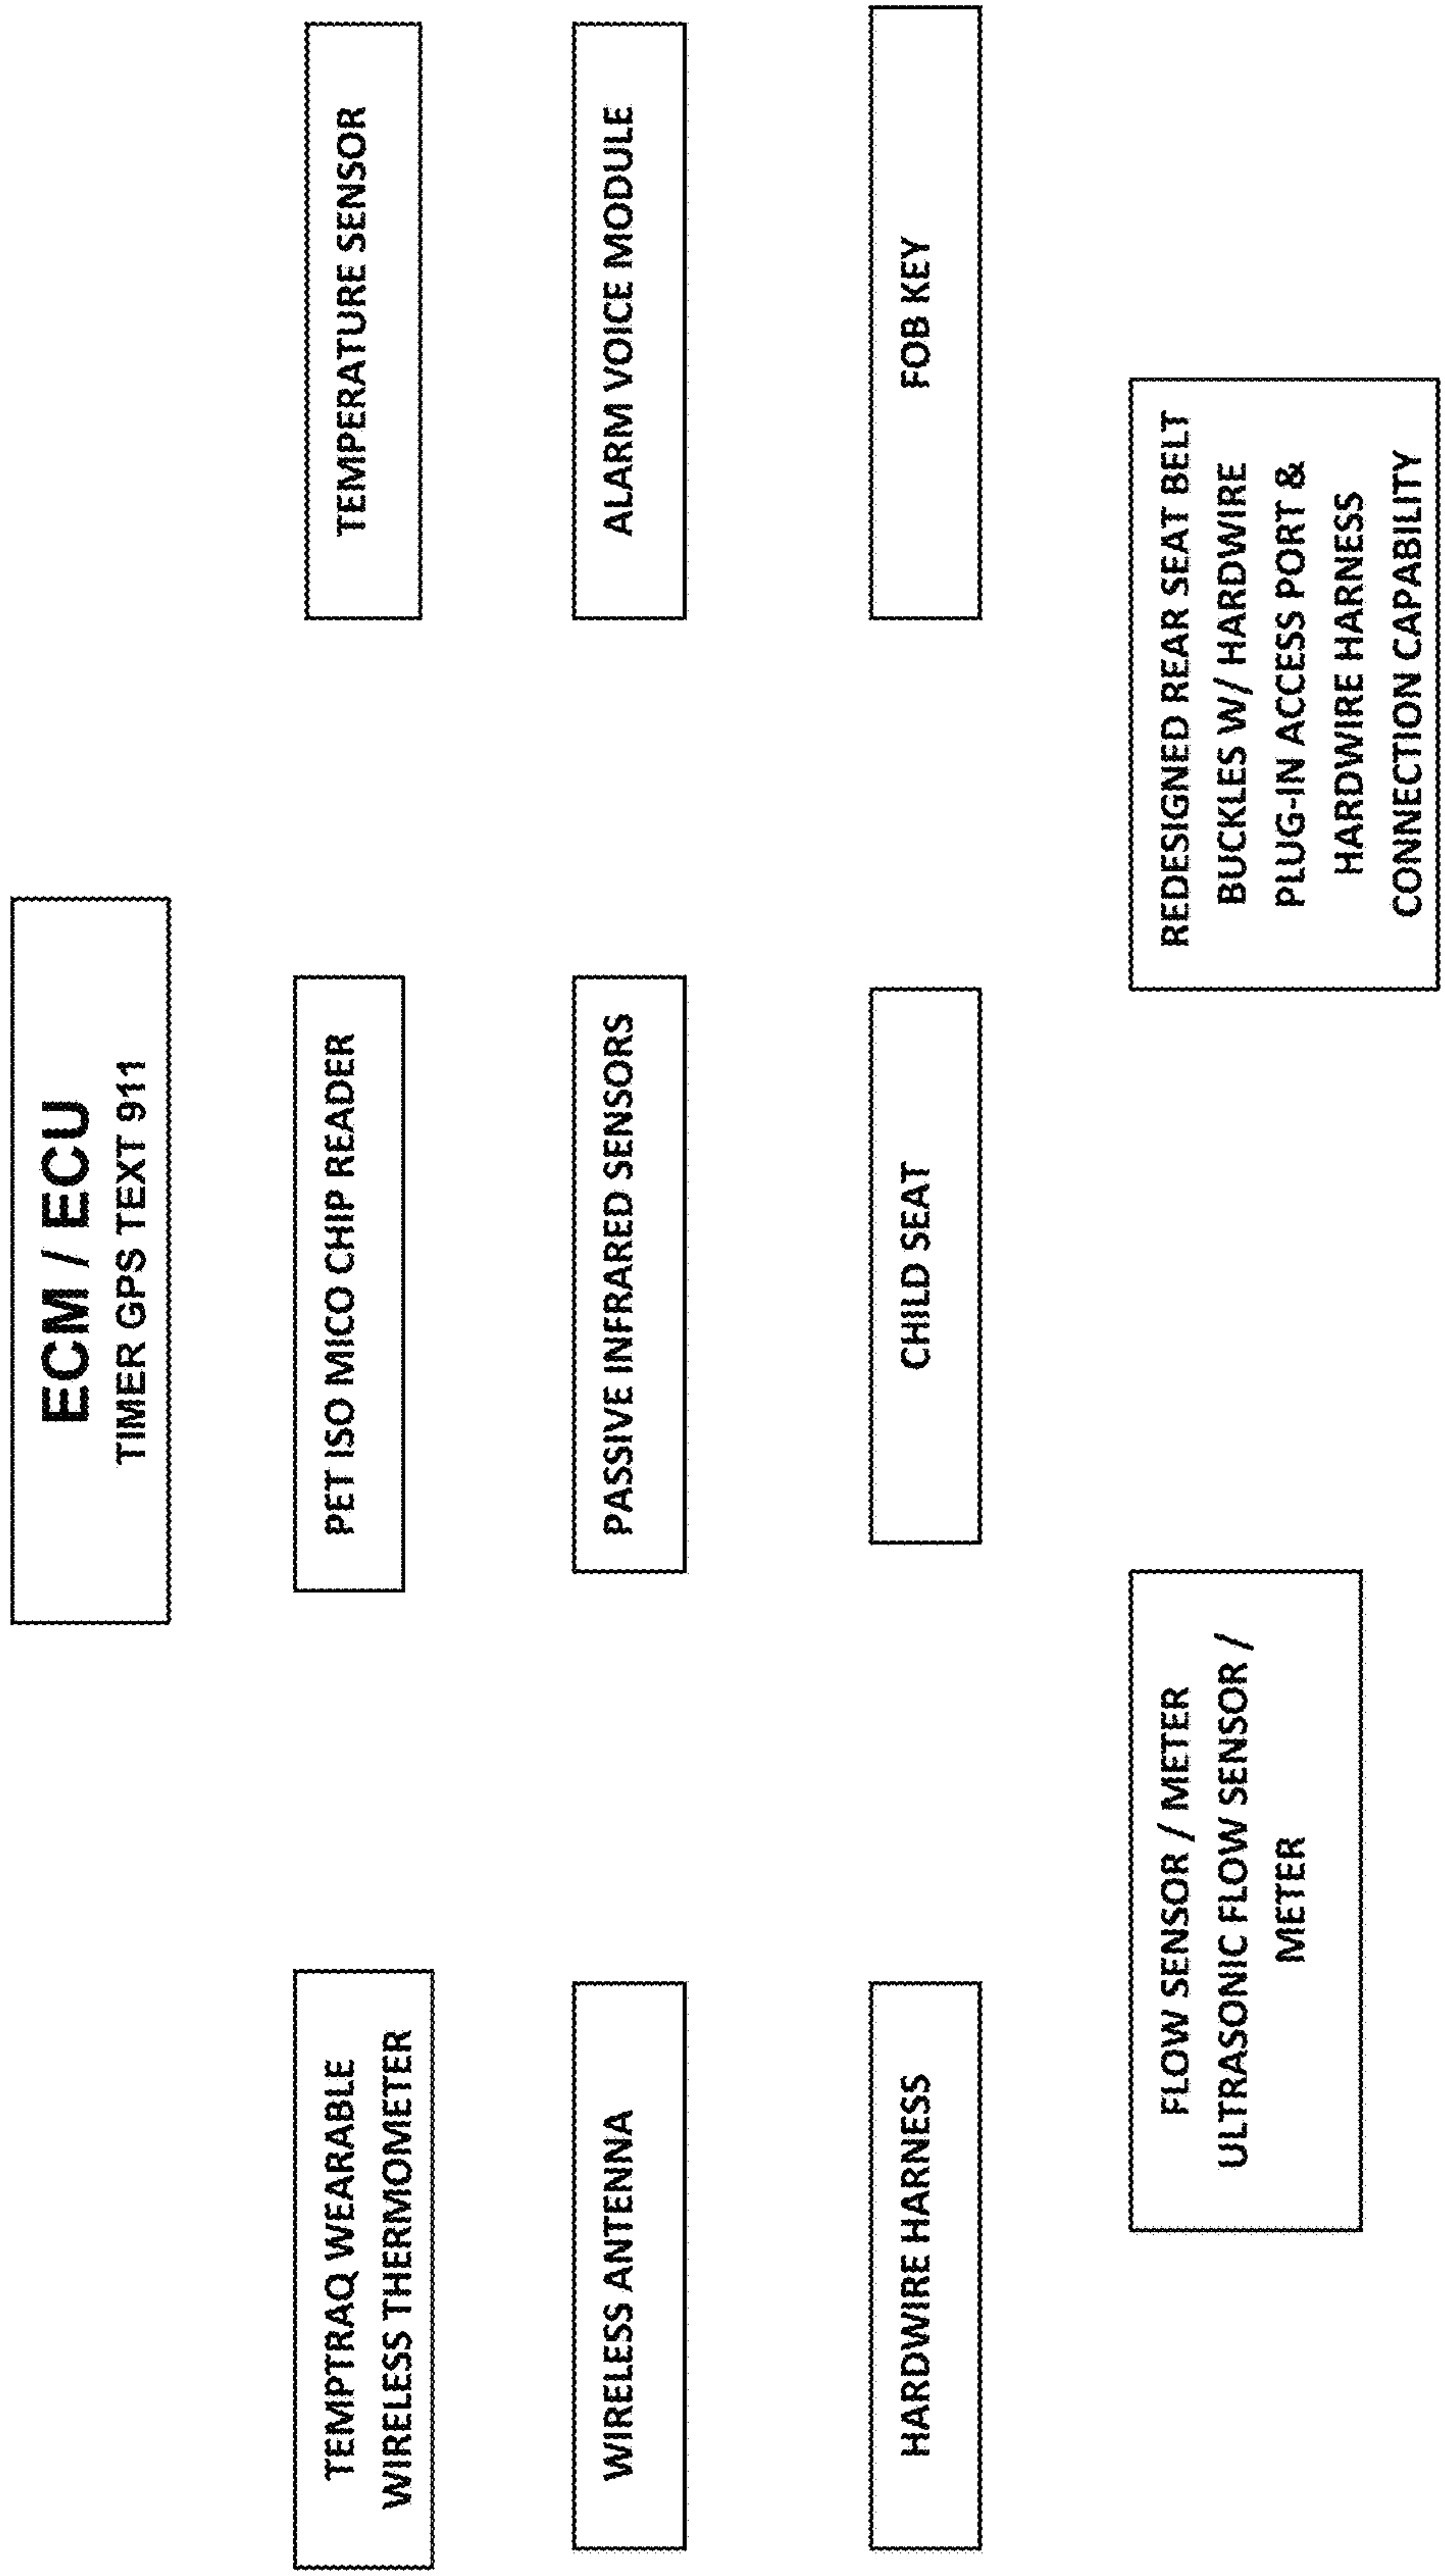 ECM / ECU
TIMER GPS TEXT 911
TEMPTRAQ WEARABLE
WIRELESS THERMIOMETER
PET ISO MICO CHIP READER
TEMPERATURE SENSOR
WIRELESS ANTENNA
PASSIVE INFRARED SENSORS
ALARM VOICE MODULE
HARDWIRE HARNESS
CHILD SEAT
FOB KEY
FLOW SENSOR / METER
ULTRASONIC FLOW SENSOR /
METER
REDESIGNED REAR SEAT BELT
BUCKLES W/ HARDWIRE
PLUG-IN ACCESS PORT &
HARDWIRE HARNESS
CONNECTION CAPABILITY